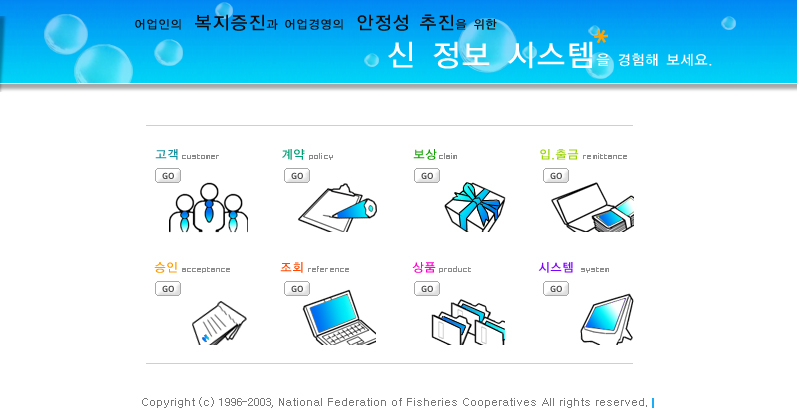 어업인의 복지증진과 어업경영의 안정성 추진을 위한
신 정보 시스템*을 경험해 보세요.
고객 customer 계약 policy 보상 claim 입.출금 remittance
GO GO GO GO
승인 acceptance 조회 reference 상품 product 시스템 system
GO GO GO GO
Copyright (c) 1996-2003, National Federation of Fisheries Cooperatives All rights reserved. |